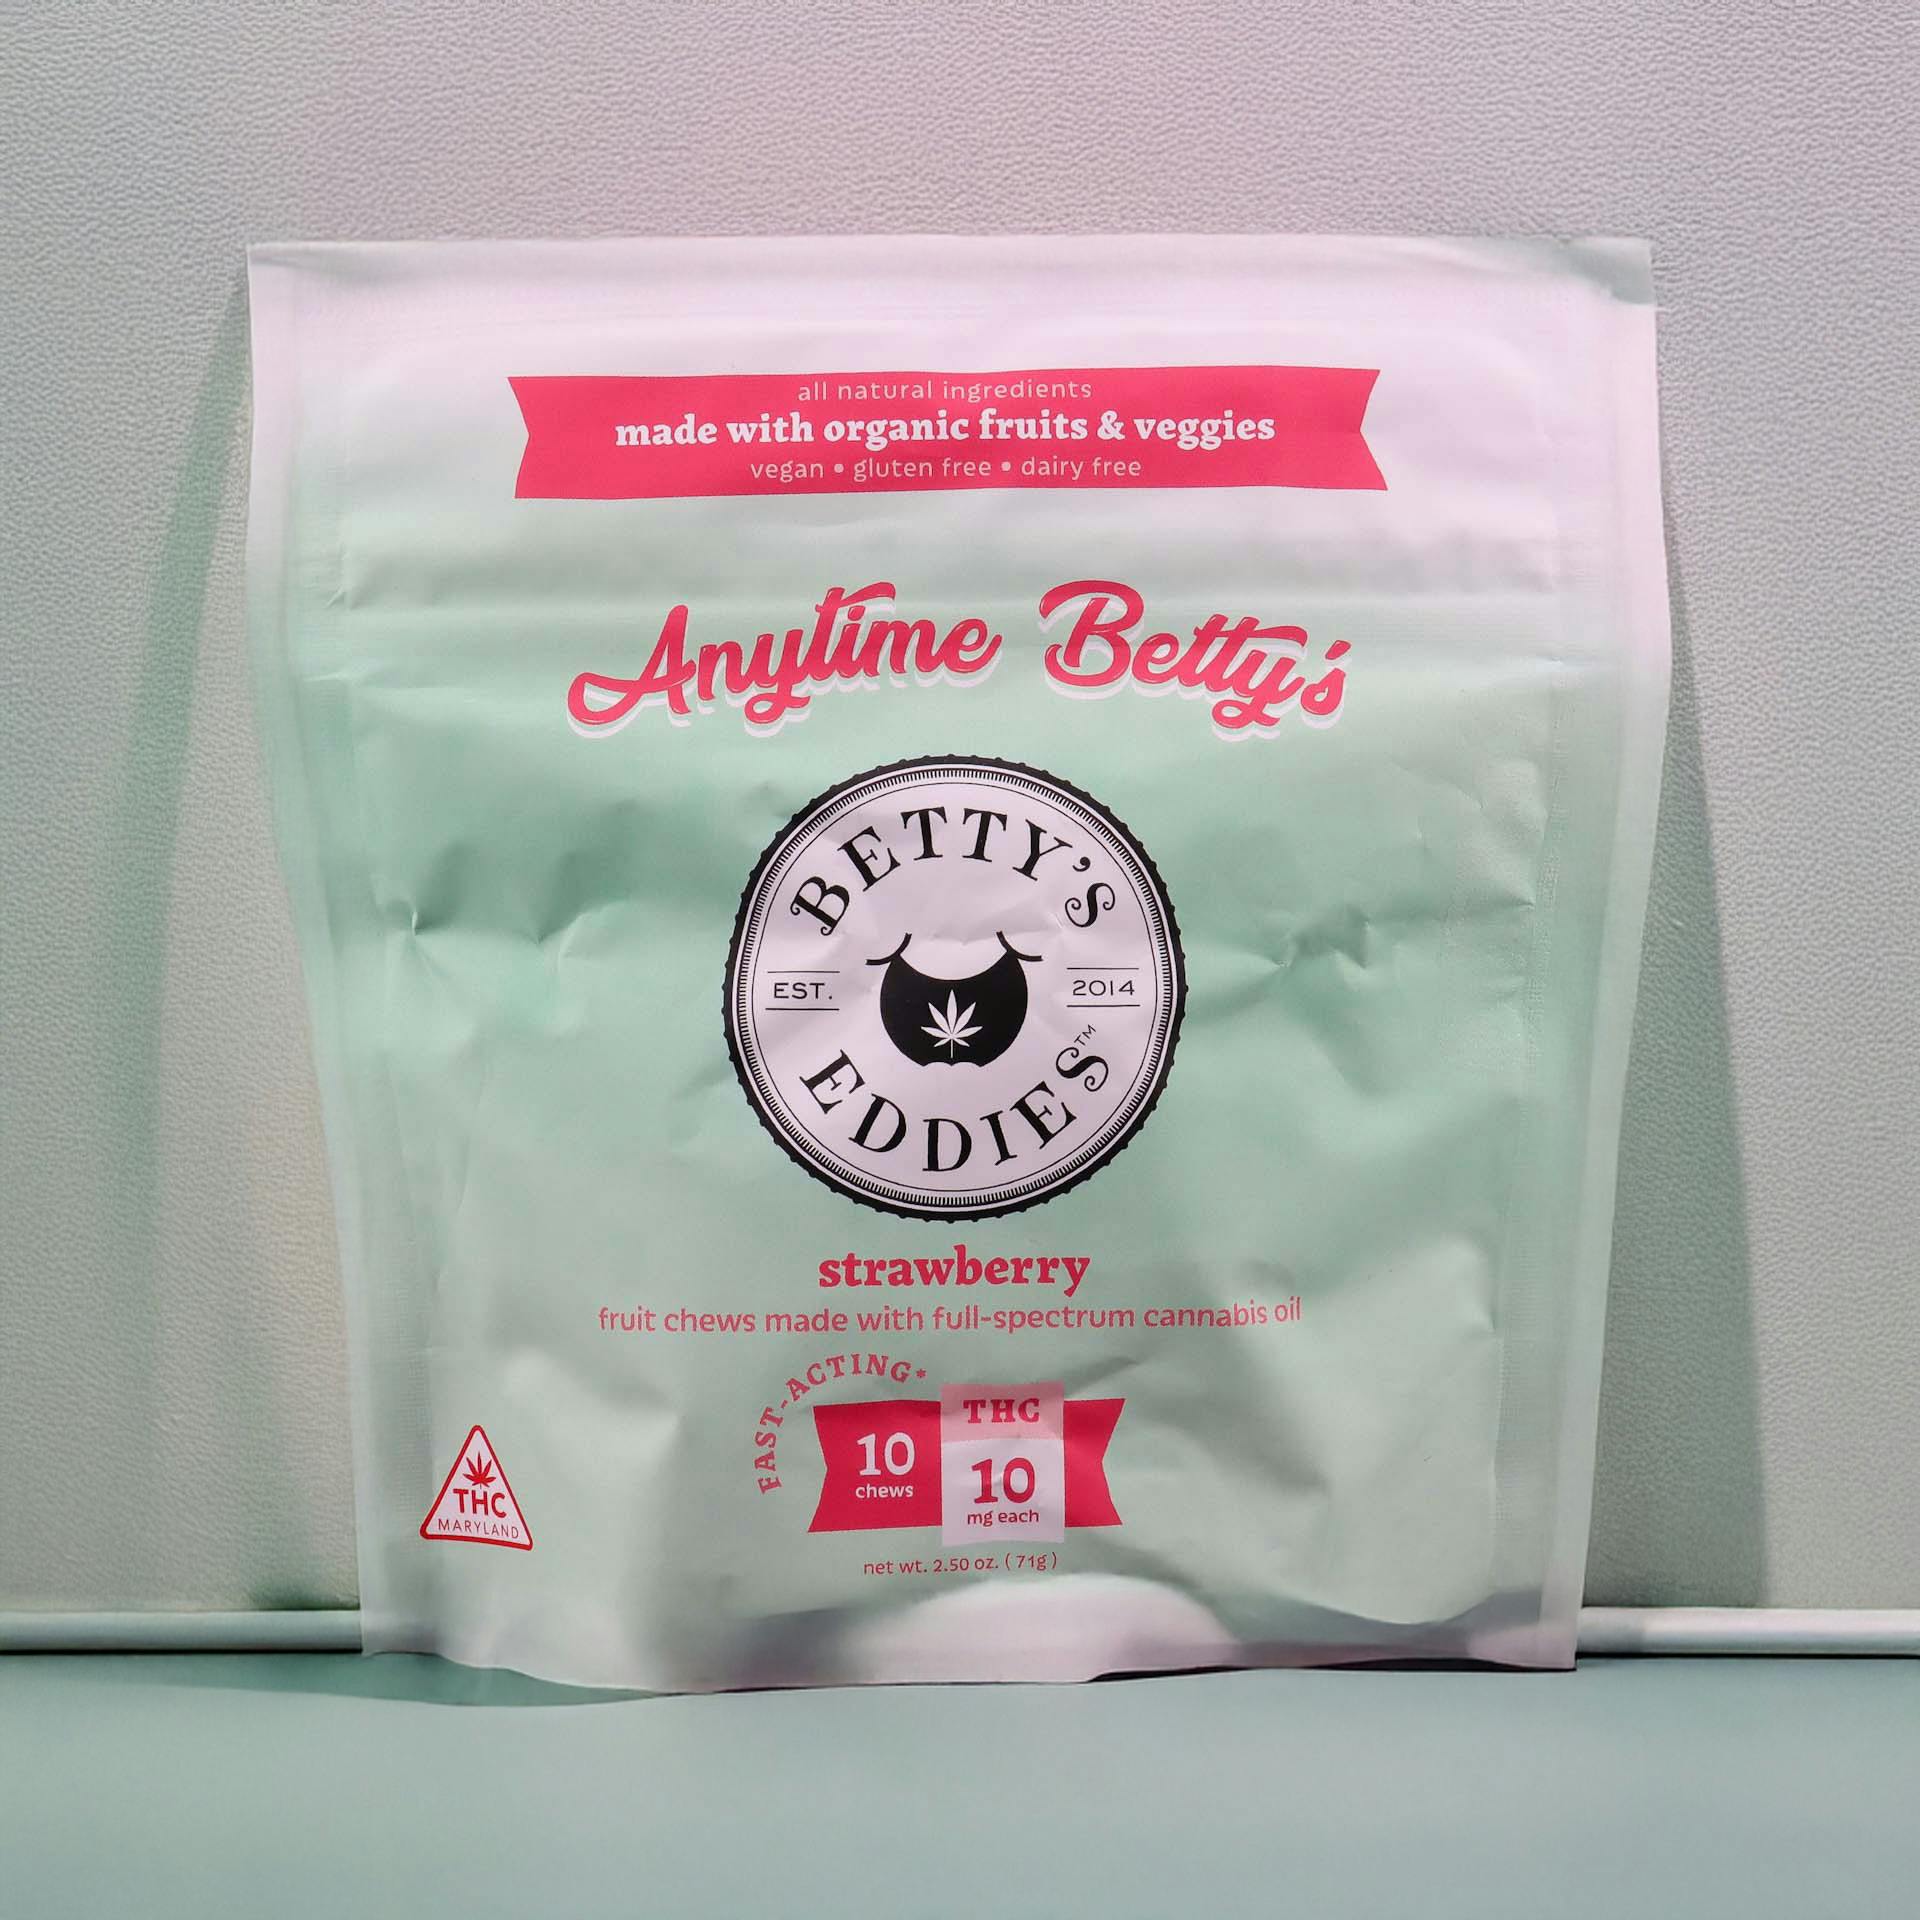 all natural ingredients
made with organic fruits & veggies
vegan • gluten free • dairy free
Anytime Betty's
BETTY'S
EST. 2014
EDDIES™
strawberry
fruit chews made with full-spectrum cannabis oil
FAST-ACTING*
10
chews
THC
10
mg each
THC
MARYLAND
net wt. 2.50 oz. (71g)